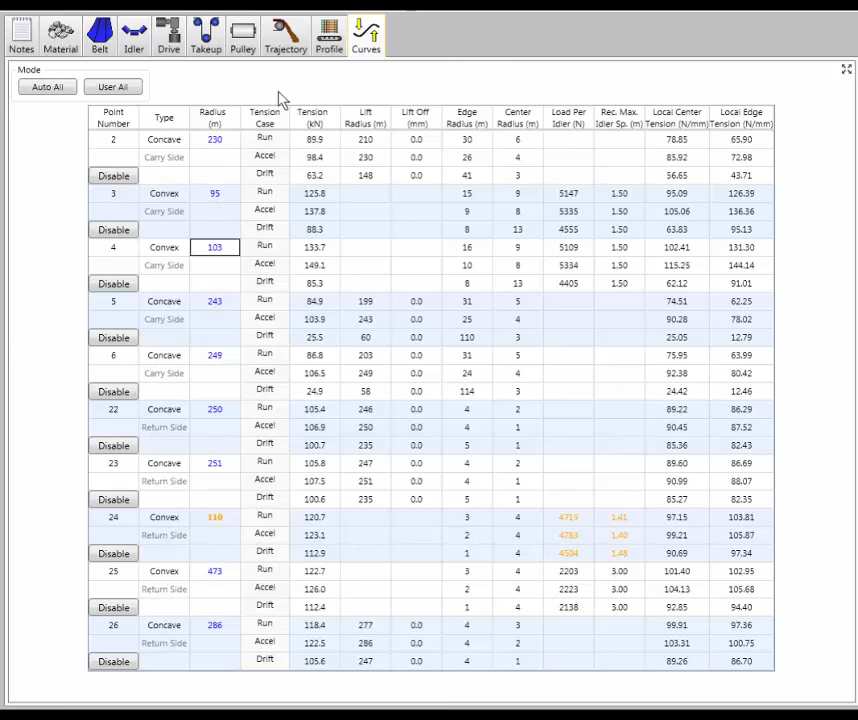 Notes Material Belt Idler Drive Takeup Pulley Trajectory Profile Curves
Mode
Auto All User All
Point Number Type Radius (m) Tension Case Tension (kN) Lift Radius (m) Lift Off (mm) Edge Radius (m) Center Radius (m) Load Per Idler (N) Rec. Max. Idler Sp. (m) Local Center Tension (N/mm) Local Edge Tension (N/mm)
2 Concave 230 Run 89.9 210 0.0 30 6 78.85 65.90
Carry Side Accel 98.4 230 0.0 26 4 85.92 72.98
Disable Drift 63.2 148 0.0 41 3 56.65 43.71
3 Convex 95 Run 125.8 15 9 5147 1.50 95.09 126.39
Carry Side Accel 137.8 9 8 5335 1.50 105.06 136.36
Disable Drift 88.3 8 13 4555 1.50 63.83 95.13
4 Convex 103 Run 133.7 16 9 5109 1.50 102.41 131.30
Carry Side Accel 149.1 10 8 5334 1.50 115.25 144.14
Disable Drift 85.3 8 13 4405 1.50 62.12 91.01
5 Concave 243 Run 84.9 199 0.0 31 5 74.51 62.25
Carry Side Accel 103.9 243 0.0 25 4 90.28 78.02
Disable Drift 25.5 60 0.0 110 3 25.05 12.79
6 Concave 249 Run 86.8 203 0.0 31 5 75.95 63.99
Carry Side Accel 106.5 249 0.0 24 4 92.38 80.42
Disable Drift 24.9 58 0.0 114 3 24.42 12.46
22 Concave 250 Run 105.4 246 0.0 4 2 89.22 86.29
Return Side Accel 106.9 250 0.0 4 1 90.45 87.52
Disable Drift 100.7 235 0.0 5 1 85.36 82.43
23 Concave 251 Run 105.8 247 0.0 4 2 89.60 86.69
Return Side Accel 107.5 251 0.0 4 1 90.99 88.07
Disable Drift 100.6 235 0.0 5 1 85.27 82.35
24 Convex 110 Run 120.7 3 4 4715 1.41 97.15 103.81
Return Side Accel 123.1 2 4 4783 1.40 99.21 105.87
Disable Drift 112.9 1 4 4504 1.48 90.69 97.34
25 Convex 473 Run 122.7 3 4 2203 3.00 101.40 102.95
Return Side Accel 126.0 2 4 2223 3.00 104.13 105.68
Disable Drift 112.4 1 4 2138 3.00 92.85 94.40
26 Concave 286 Run 118.4 277 0.0 4 3 99.91 97.36
Return Side Accel 122.5 286 0.0 4 2 103.31 100.75
Disable Drift 105.6 247 0.0 4 1 89.26 86.70